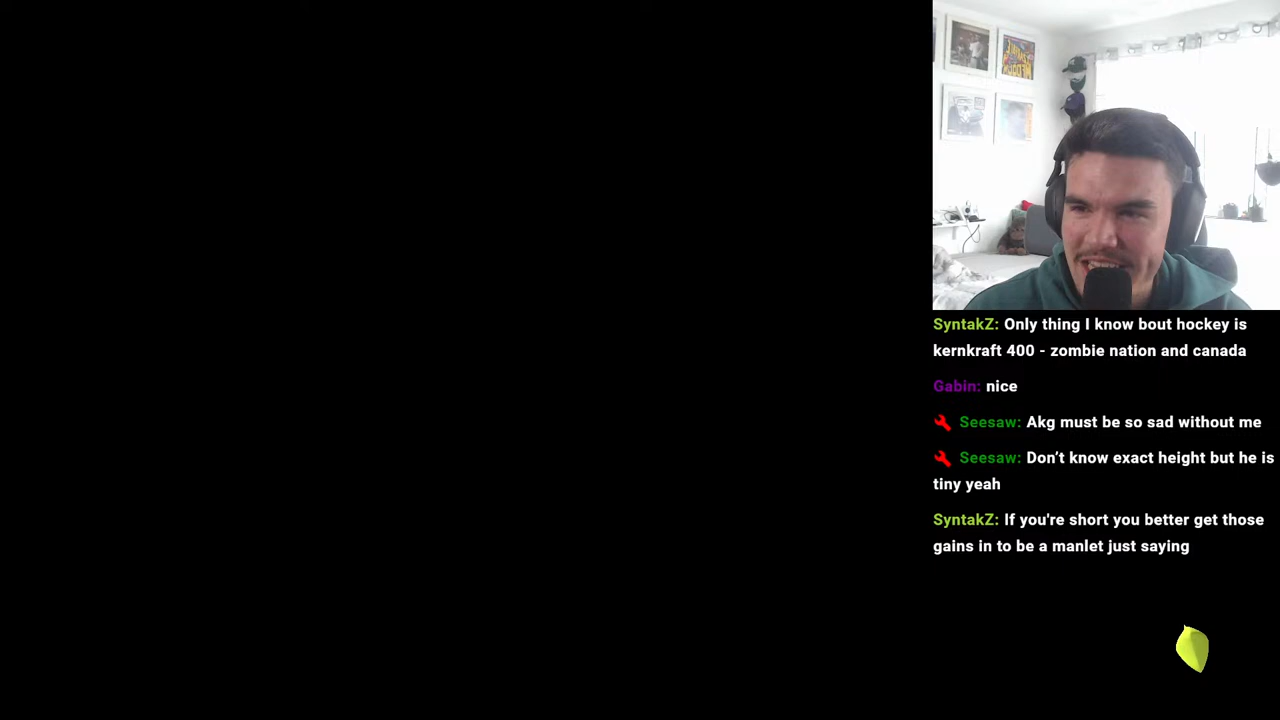 SyntakZ: Only thing I know bout hockey is
kernkraft 400 - zombie nation and canada
Gabin: nice
Seesaw: Akg must be so sad without me
Seesaw: Don’t know exact height but he is
tiny yeah
SyntakZ: If you're short you better get those
gains in to be a manlet just saying